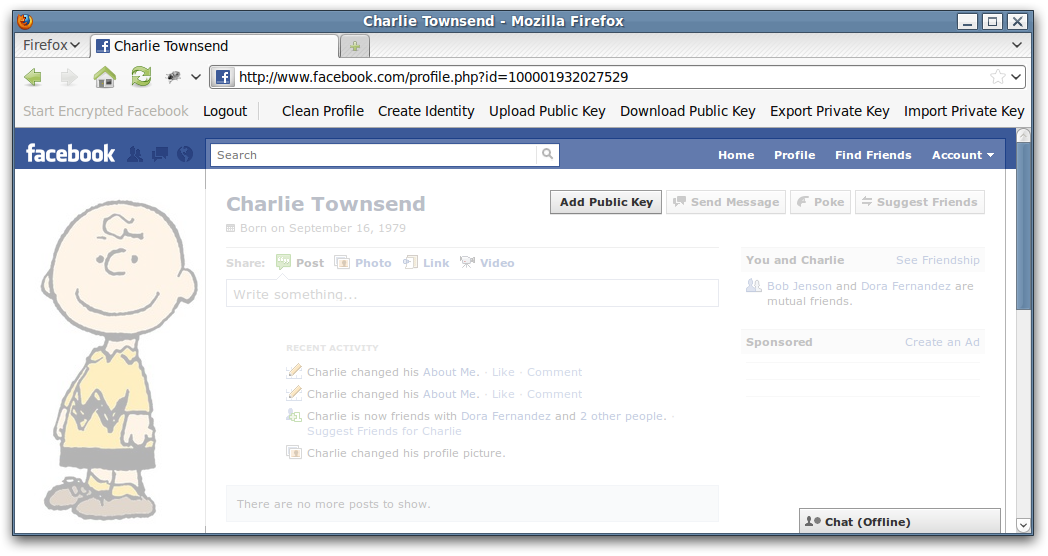 Charlie Townsend - Mozilla Firefox
Firefox
Charlie Townsend
http://www.facebook.com/profile.php?id=100001932027529
Start Encrypted Facebook Logout Clean Profile Create Identity Upload Public Key Download Public Key Export Private Key Import Private Key
facebook Search Home Profile Find Friends Account
Charlie Townsend Add Public Key Send Message Poke Suggest Friends
Born on September 16, 1979
Share: Post Photo Link Video
Write something...
You and Charlie See Friendship
Bob Jenson and Dora Fernandez are
mutual friends.
Sponsored Create an Ad
RECENT ACTIVITY
Charlie changed his About Me. · Like · Comment
Charlie changed his About Me. · Like · Comment
Charlie is now friends with Dora Fernandez and 2 other people. ·
Suggest Friends for Charlie
Charlie changed his profile picture.
There are no more posts to show.
Chat (Offline)